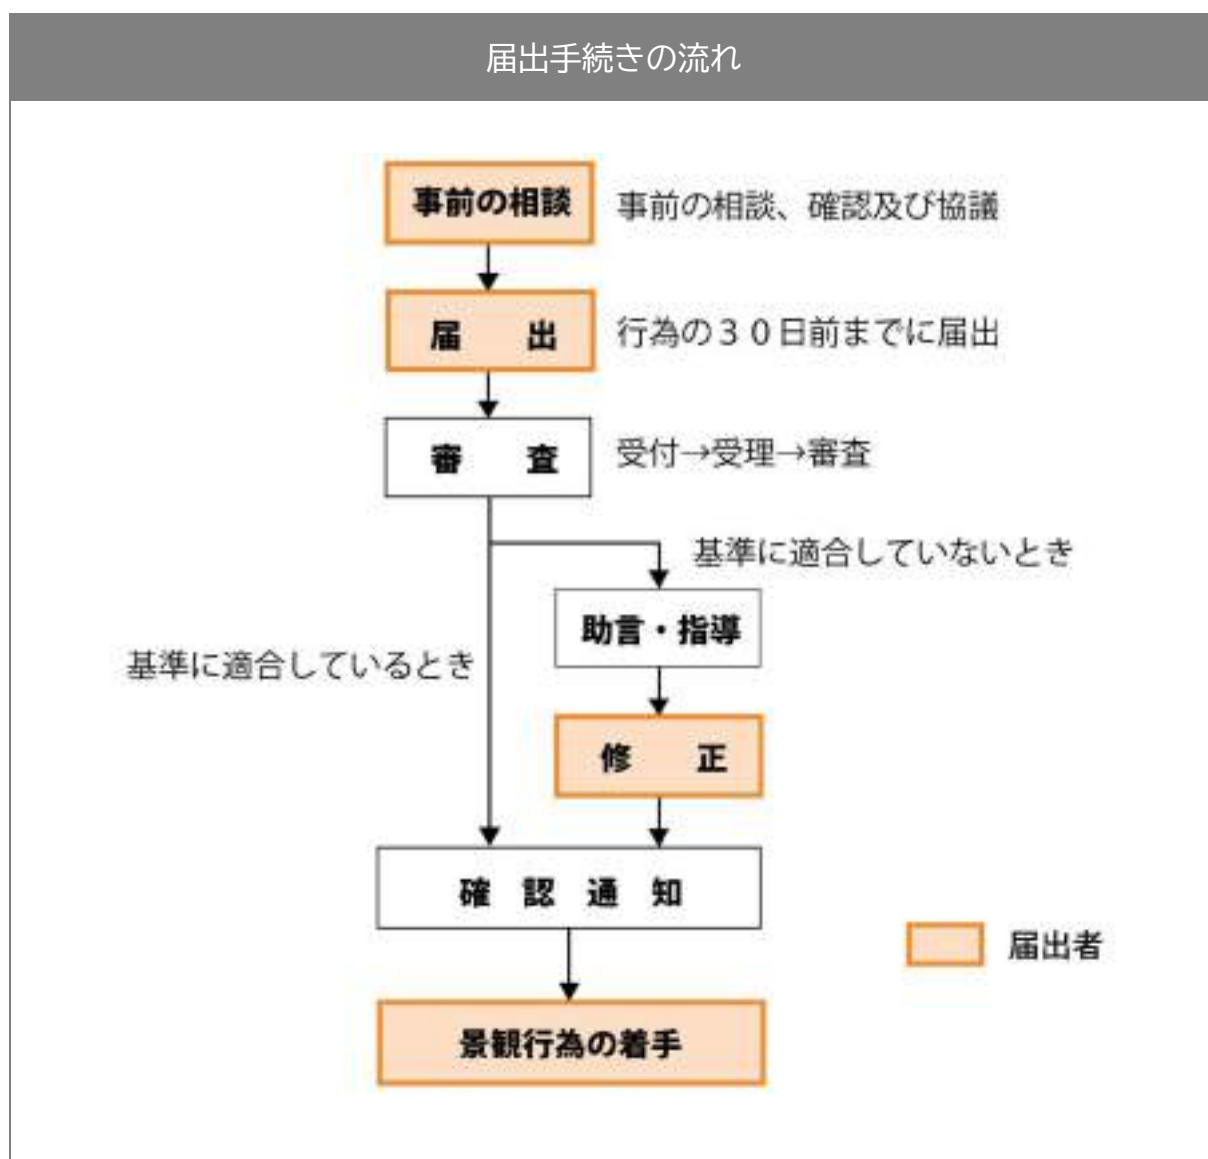 届出手続きの流れ
事前の相談
事前の相談、確認及び協議
届　　出
行為の３０日前までに届出
審　　査
受付→受理→審査
基準に適合していないとき
助言・指導
基準に適合しているとき
修　　正
確　認　通　知
届出者
景観行為の着手